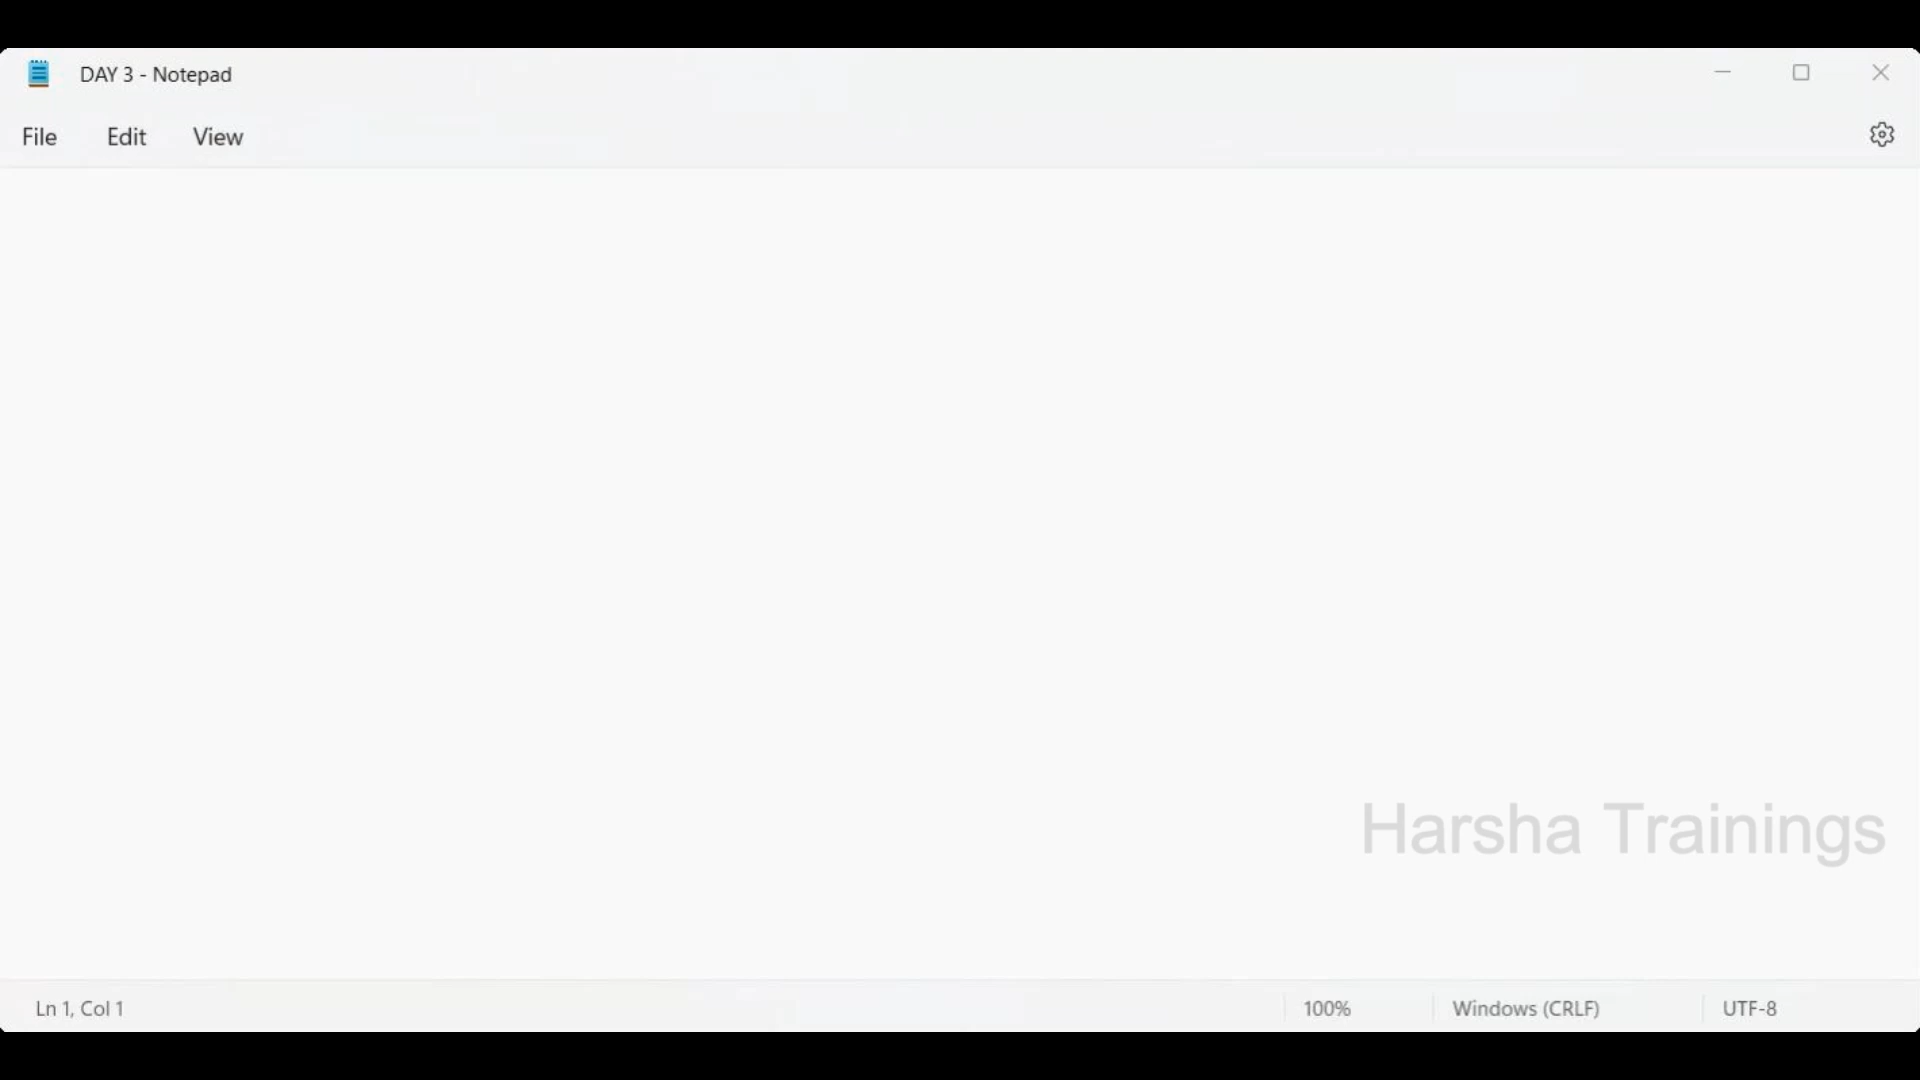 DAY 3 - Notepad
File Edit View
Harsha Trainings
Ln 1, Col 1 100% Windows (CRLF) UTF-8